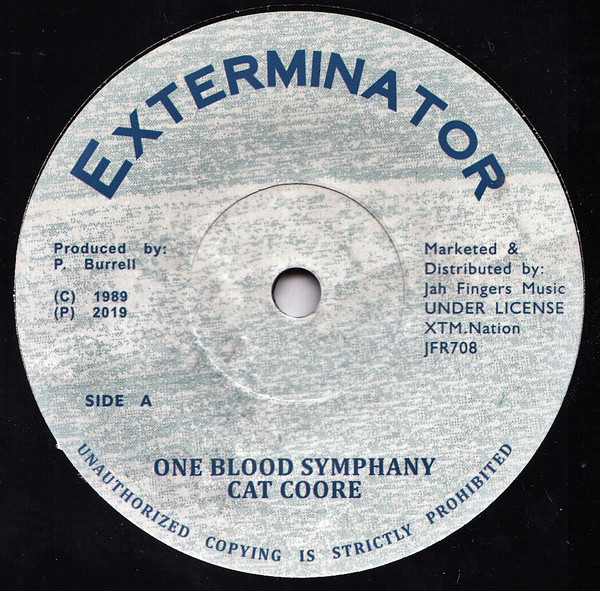 EXTERMINATOR
Produced by:
P. Burrell
(C) 1989
(P) 2019
Marketed &
Distributed by:
Jah Fingers Music
UNDER LICENSE
XTM.Nation
JFR708
SIDE A
ONE BLOOD SYMPHANY
CAT COORE
UNAUTHORIZED COPYING IS STRICTLY PROHIBITED